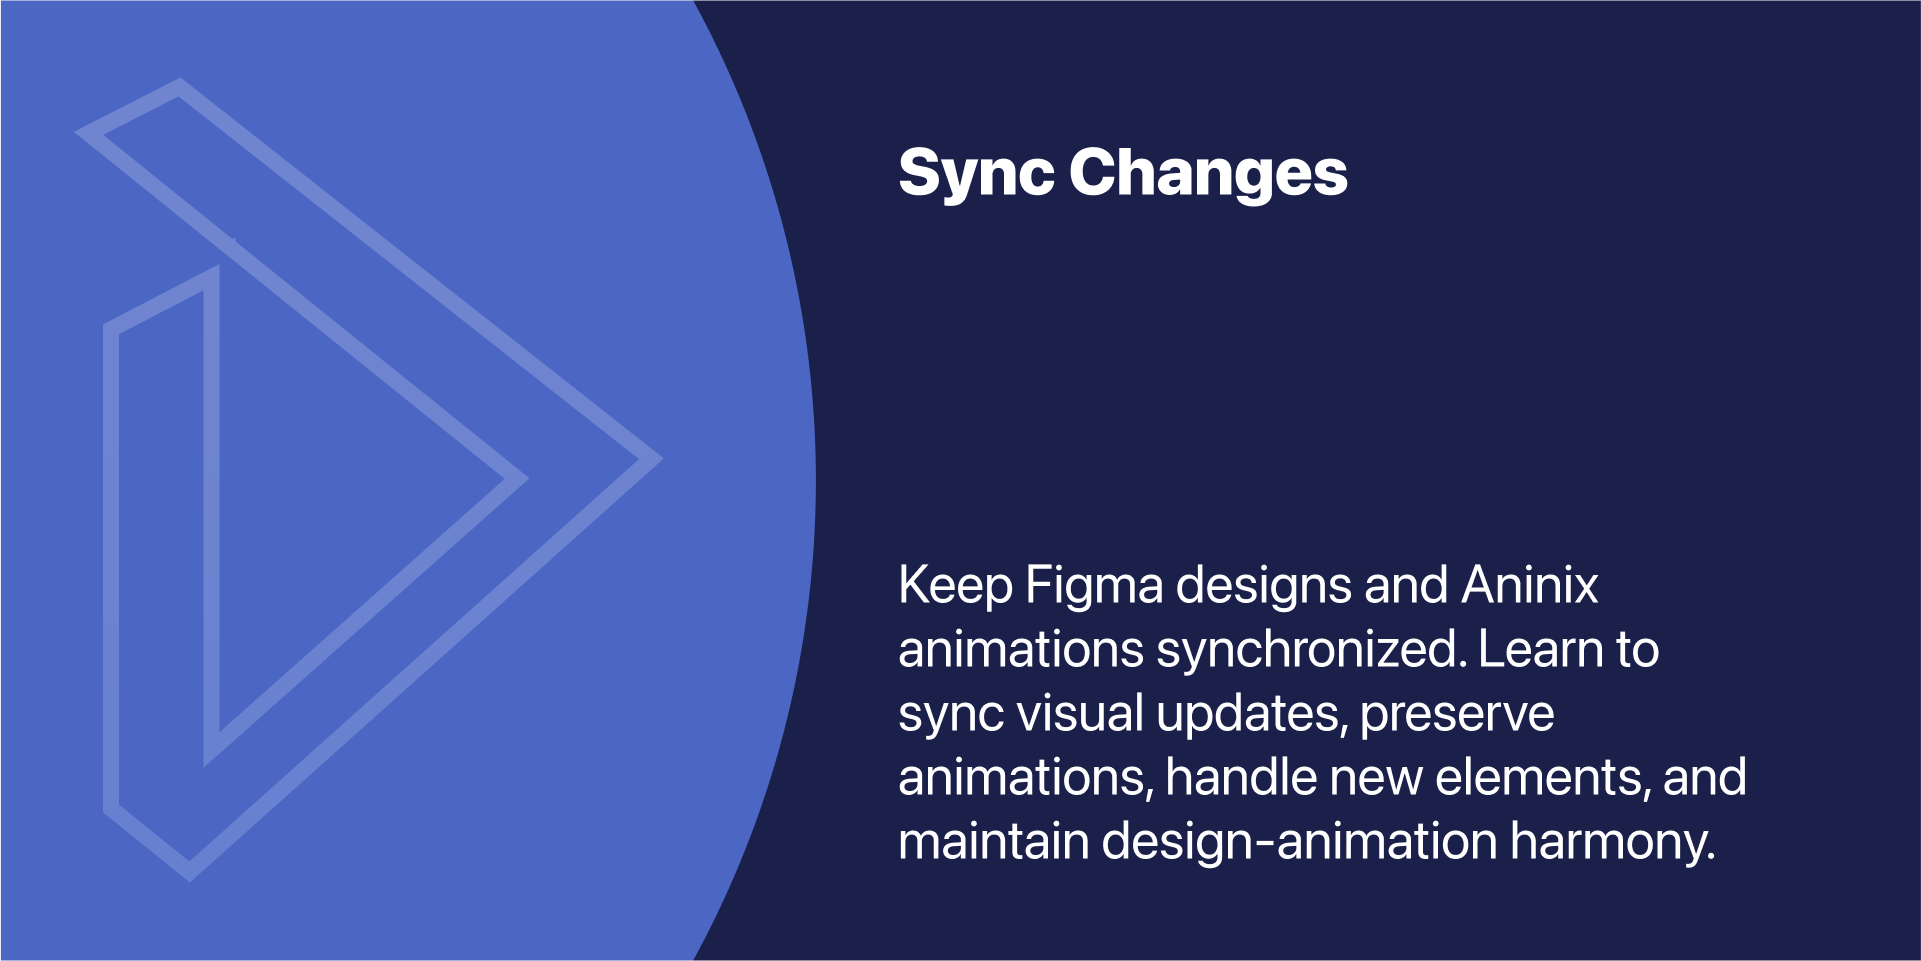 Sync Changes
Keep Figma designs and Aninix
animations synchronized. Learn to
sync visual updates, preserve
animations, handle new elements, and
maintain design-animation harmony.